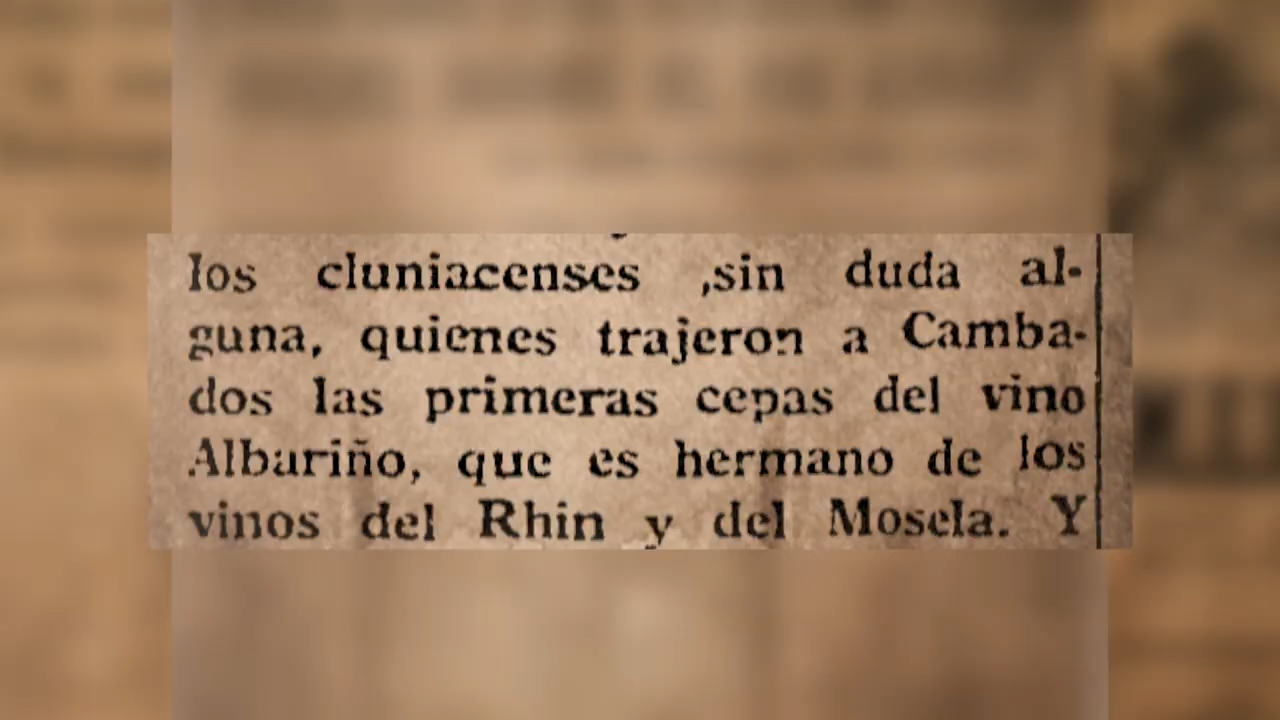 los cluniacenses ,sin duda al-
guna, quienes trajeron a Camba-
dos las primeras cepas del vino
Albariño, que es hermano de los
vinos del Rhin y del Mosela. Y